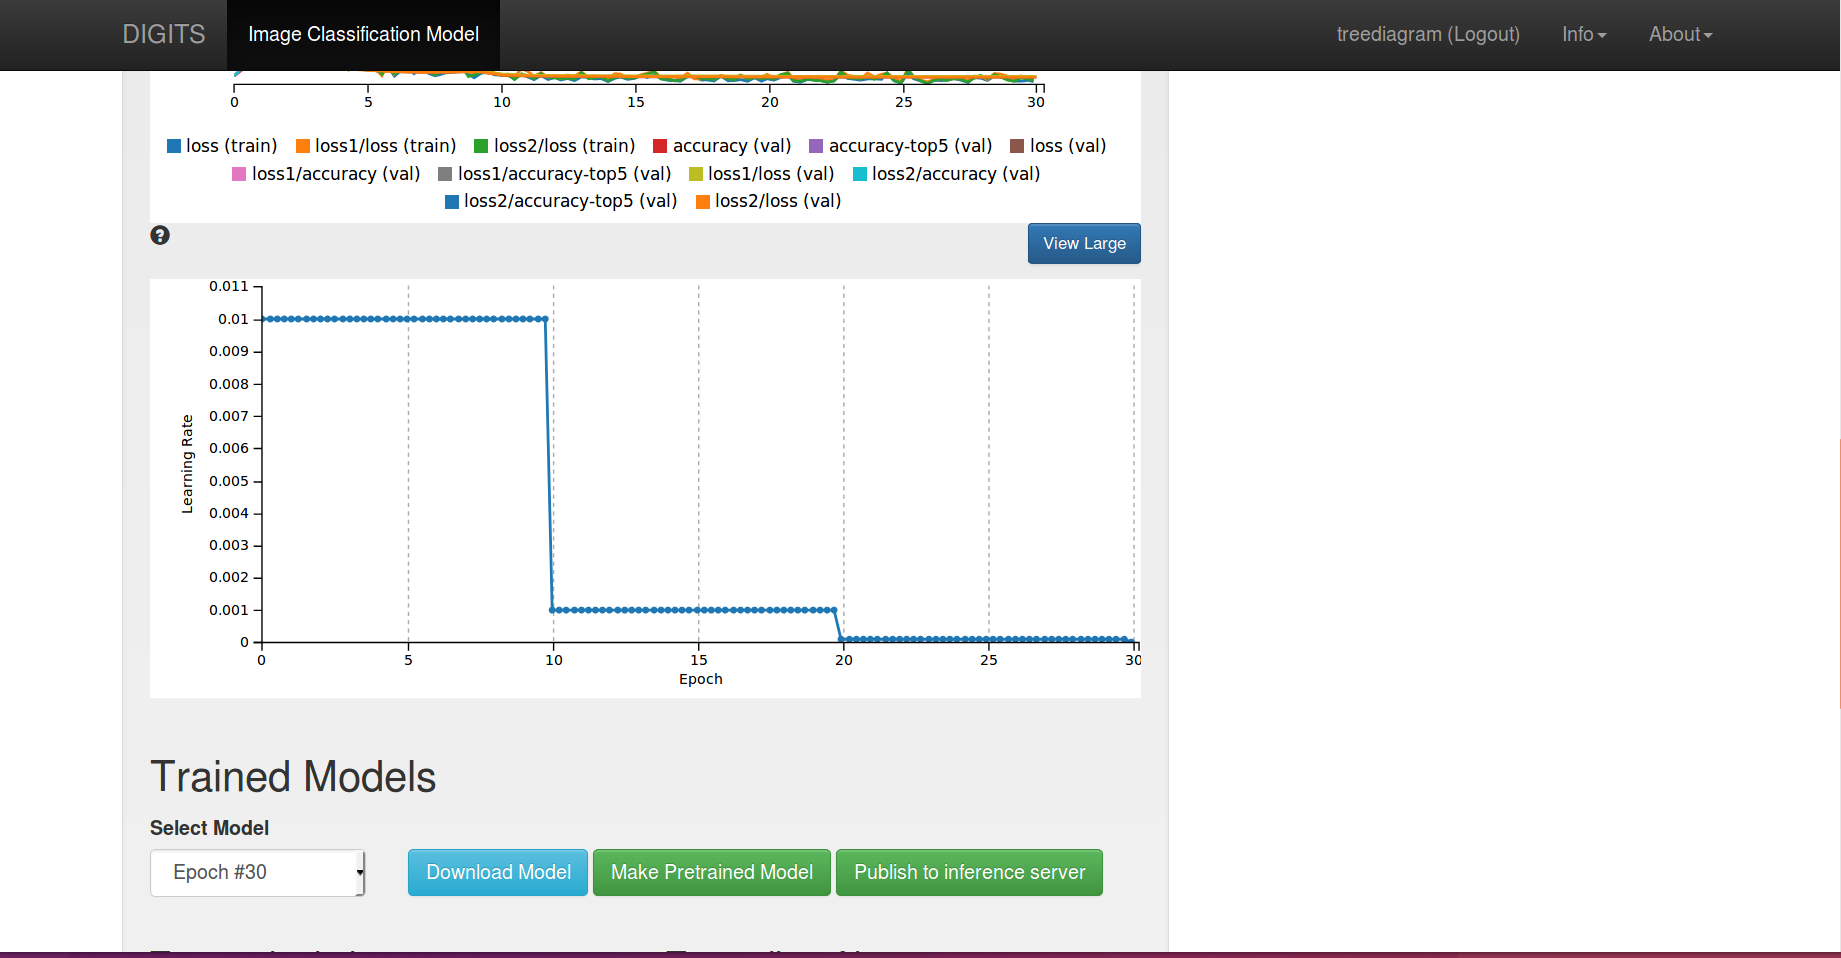 DIGITS Image Classification Model treediagram (Logout) Info About
0 5 10 15 20 25 30
loss (train) loss1/loss (train) loss2/loss (train) accuracy (val) accuracy-top5 (val) loss (val)
loss1/accuracy (val) loss1/accuracy-top5 (val) loss1/loss (val) loss2/accuracy (val)
loss2/accuracy-top5 (val) loss2/loss (val)
?
View Large
0.011
0.01
0.009
0.008
0.007
0.006
0.005
0.004
0.003
0.002
0.001
0
Learning Rate
0 5 10 15 20 25 30
Epoch
Trained Models
Select Model
Epoch #30 Download Model Make Pretrained Model Publish to inference server